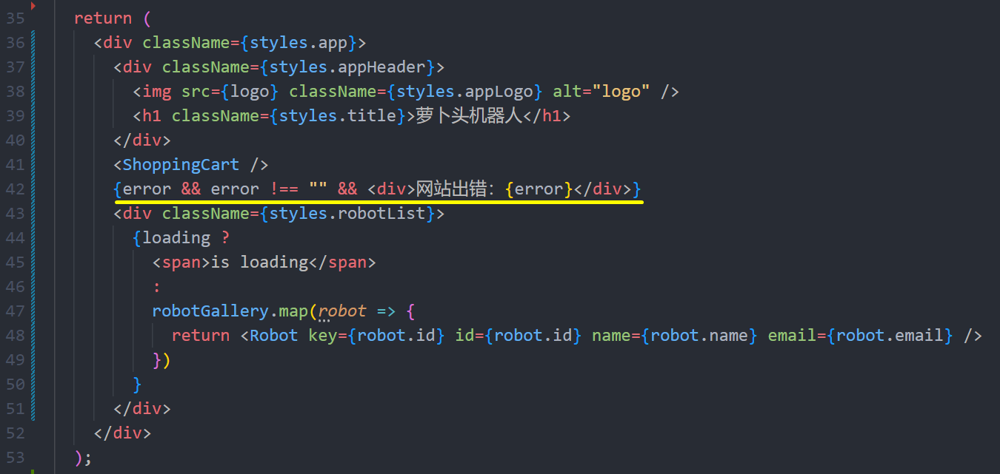 35 return (
36 <div className={styles.app}>
37 <div className={styles.appHeader}>
38 <img src={logo} className={styles.appLogo} alt="logo" />
39 <h1 className={styles.title}>萝卜头机器人</h1>
40 </div>
41 <ShoppingCart />
42 {error && error !== "" && <div>网站出错：{error}</div>}
43 <div className={styles.robotList}>
44 {loading ?
45 <span>is loading</span>
46 :
47 robotGallery.map(robot => {
48 return <Robot key={robot.id} id={robot.id} name={robot.name} email={robot.email} />
49 })
50 }
51 </div>
52 </div>
53 );